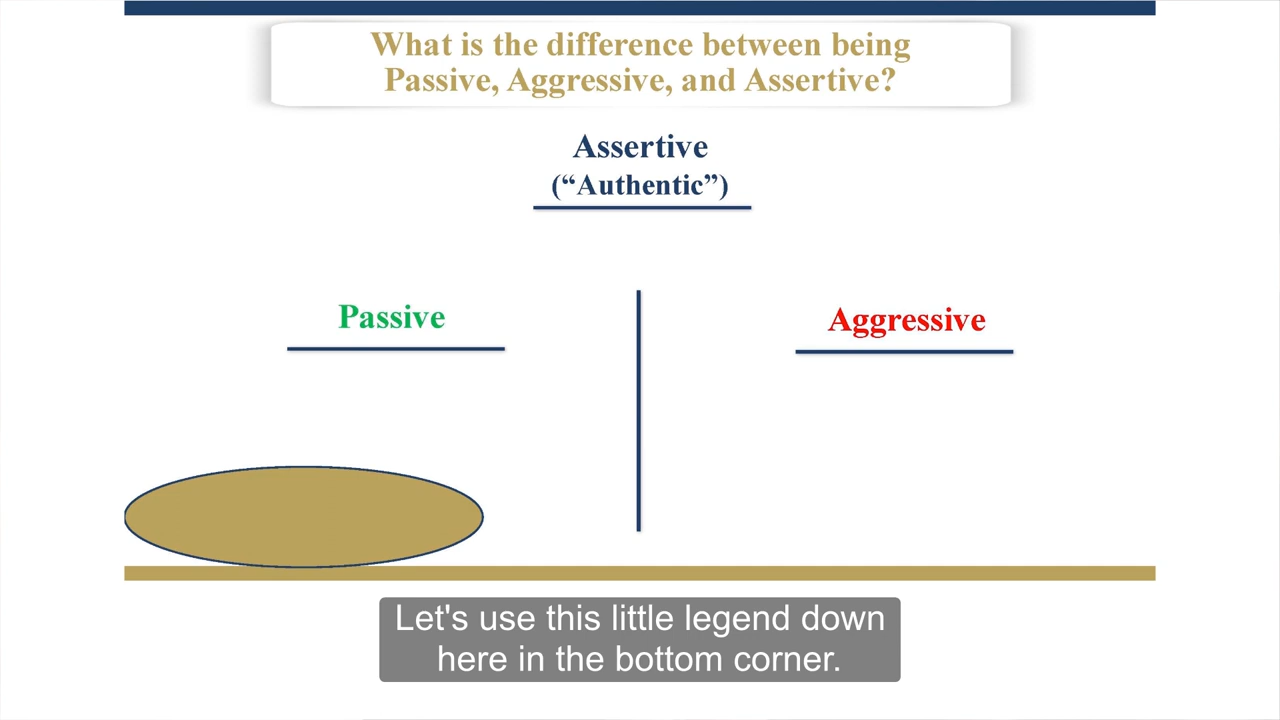 What is the difference between being
Passive, Aggressive, and Assertive?
Assertive
(“Authentic”)
Passive
Aggressive
Let's use this little legend down
here in the bottom corner.